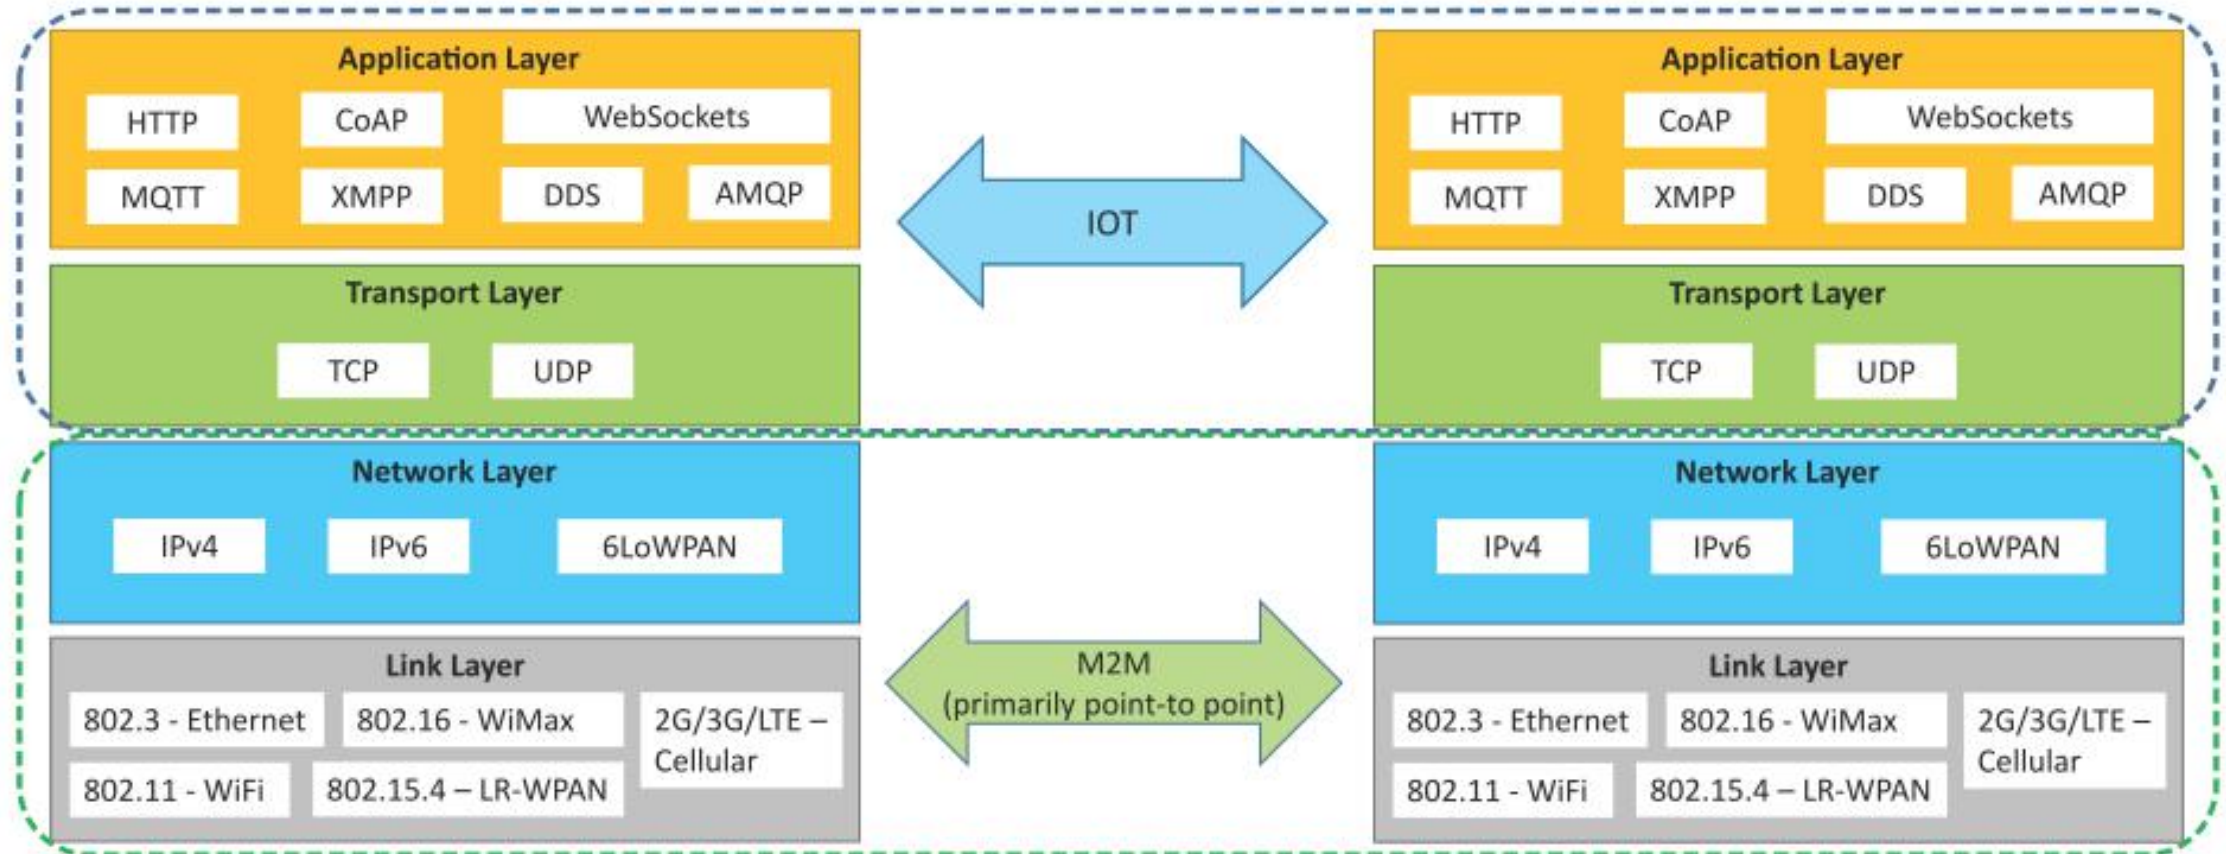 Application Layer
HTTP
CoAP
WebSockets
MQTT
XMPP
DDS
AMQP
Transport Layer
TCP
UDP
Network Layer
IPv4
IPv6
6LoWPAN
Link Layer
802.3 - Ethernet
802.16 - WiMax
2G/3G/LTE –
Cellular
802.11 - WiFi
802.15.4 – LR-WPAN
IOT
M2M
(primarily point-to point)
Application Layer
HTTP
CoAP
WebSockets
MQTT
XMPP
DDS
AMQP
Transport Layer
TCP
UDP
Network Layer
IPv4
IPv6
6LoWPAN
Link Layer
802.3 - Ethernet
802.16 - WiMax
2G/3G/LTE –
Cellular
802.11 - WiFi
802.15.4 – LR-WPAN